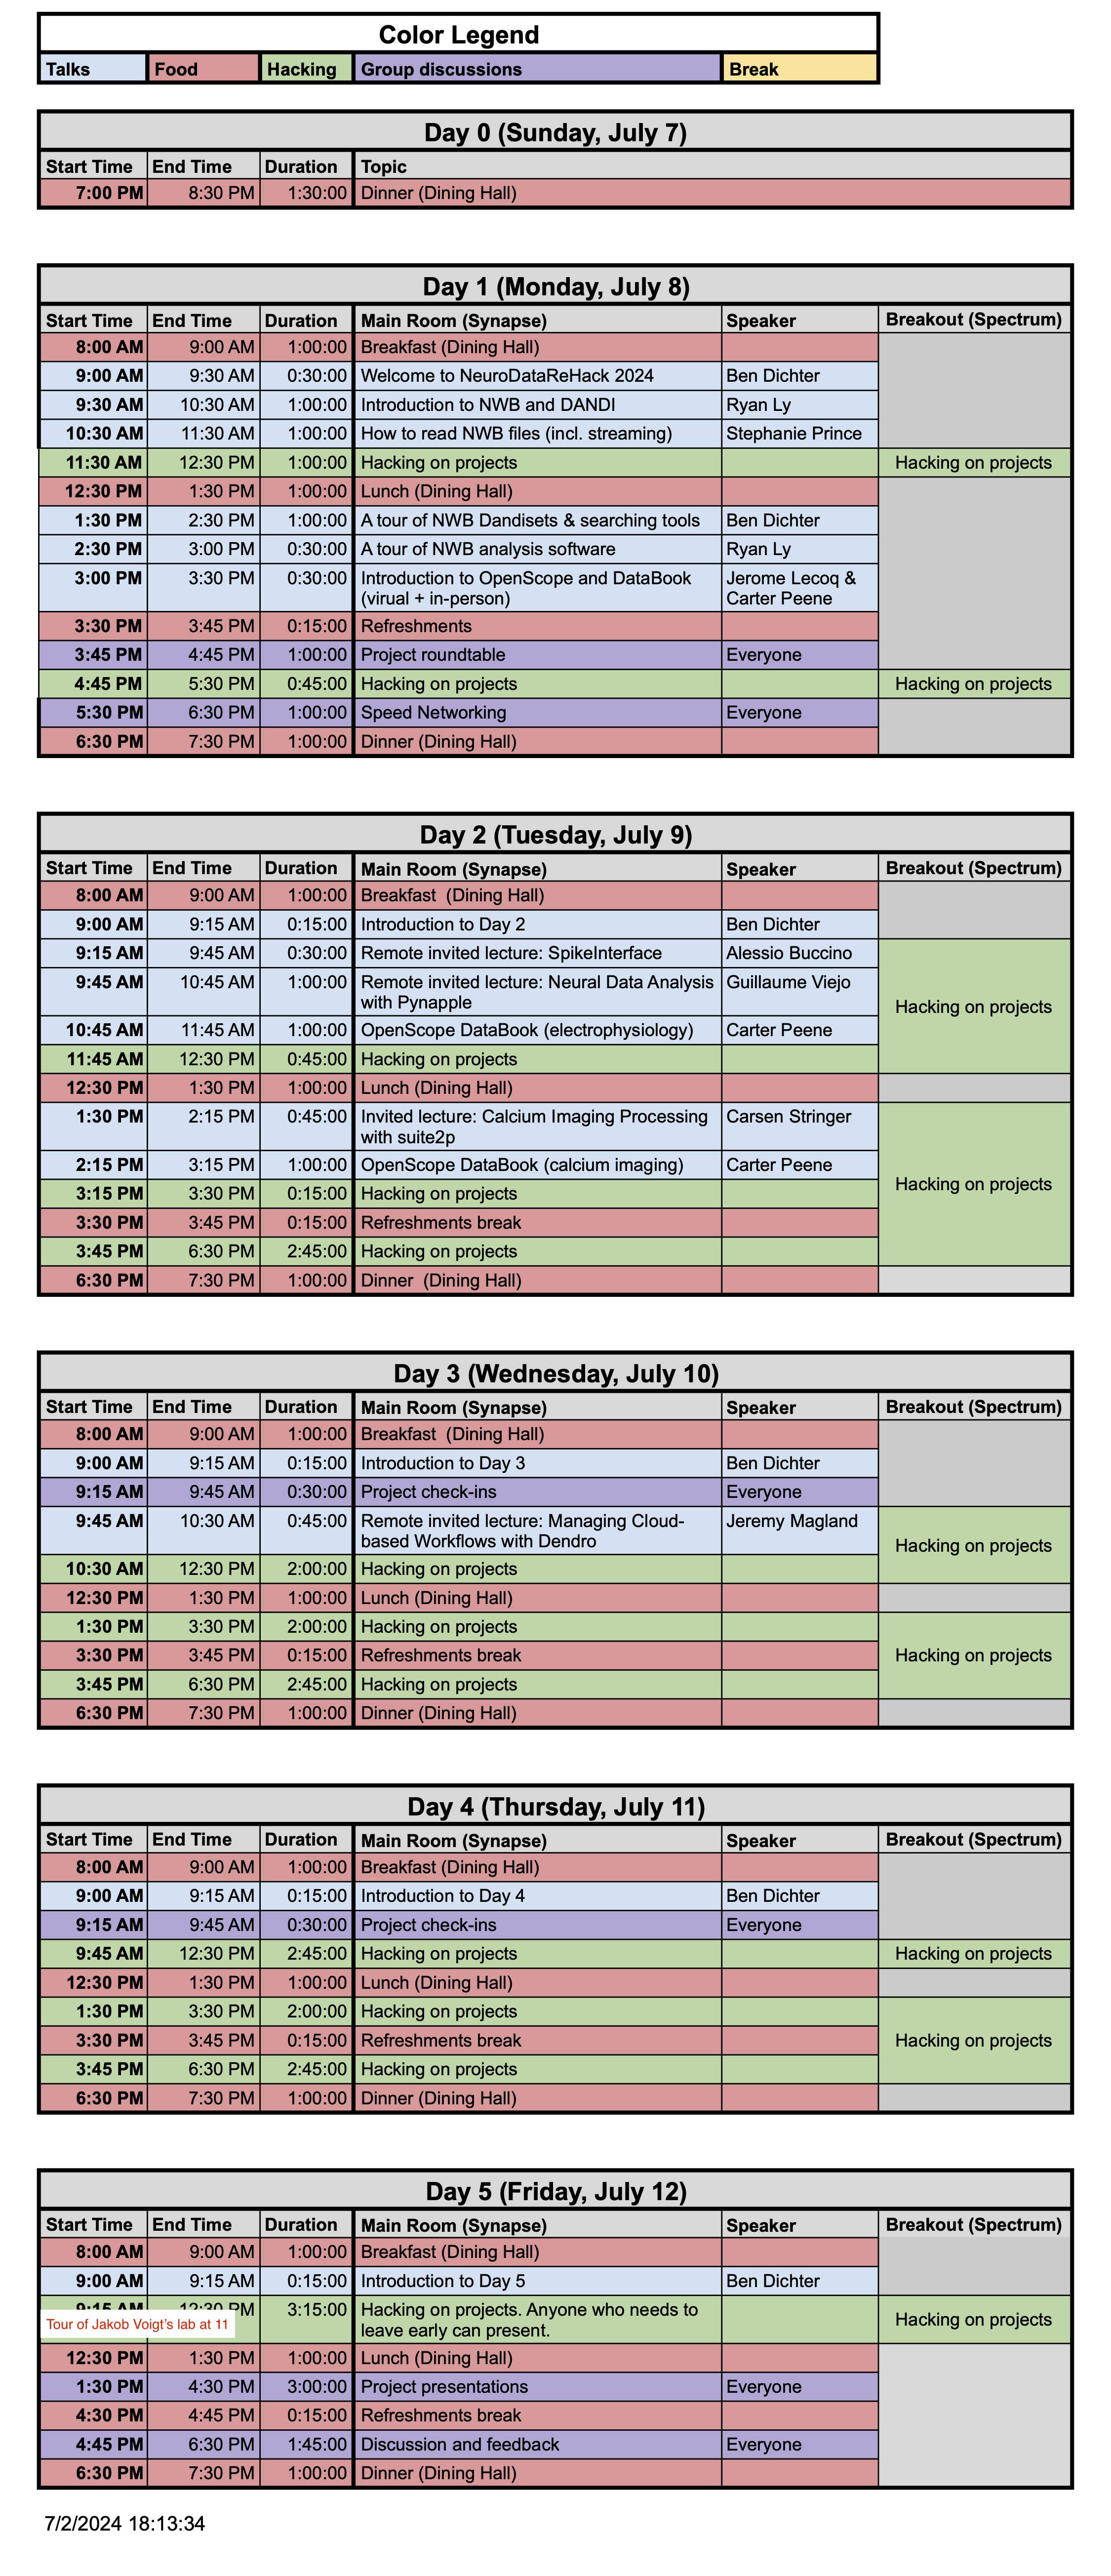 Color Legend
Talks Food Hacking Group discussions Break
Day 0 (Sunday, July 7)
Start Time End Time Duration Topic
7:00 PM 8:30 PM 1:30:00 Dinner (Dining Hall)
Day 1 (Monday, July 8)
Start Time End Time Duration Main Room (Synapse) Speaker Breakout (Spectrum)
8:00 AM 9:00 AM 1:00:00 Breakfast (Dining Hall)
9:00 AM 9:30 AM 0:30:00 Welcome to NeuroDataReHack 2024 Ben Dichter
9:30 AM 10:30 AM 1:00:00 Introduction to NWB and DANDI Ryan Ly
10:30 AM 11:30 AM 1:00:00 How to read NWB files (incl. streaming) Stephanie Prince
11:30 AM 12:30 PM 1:00:00 Hacking on projects Hacking on projects
12:30 PM 1:30 PM 1:00:00 Lunch (Dining Hall)
1:30 PM 2:30 PM 1:00:00 A tour of NWB Dandisets & searching tools Ben Dichter
2:30 PM 3:00 PM 0:30:00 A tour of NWB analysis software Ryan Ly
3:00 PM 3:30 PM 0:30:00 Introduction to OpenScope and DataBook Jerome Lecoq &
(virual + in-person) Carter Peene
3:30 PM 3:45 PM 0:15:00 Refreshments
3:45 PM 4:45 PM 1:00:00 Project roundtable Everyone
4:45 PM 5:30 PM 0:45:00 Hacking on projects Hacking on projects
5:30 PM 6:30 PM 1:00:00 Speed Networking Everyone
6:30 PM 7:30 PM 1:00:00 Dinner (Dining Hall)
Day 2 (Tuesday, July 9)
Start Time End Time Duration Main Room (Synapse) Speaker Breakout (Spectrum)
8:00 AM 9:00 AM 1:00:00 Breakfast (Dining Hall)
9:00 AM 9:15 AM 0:15:00 Introduction to Day 2 Ben Dichter
9:15 AM 9:45 AM 0:30:00 Remote invited lecture: SpikeInterface Alessio Buccino
9:45 AM 10:45 AM 1:00:00 Remote invited lecture: Neural Data Analysis Guillaume Viejo
with Pynapple Hacking on projects
10:45 AM 11:45 AM 1:00:00 OpenScope DataBook (electrophysiology) Carter Peene
11:45 AM 12:30 PM 0:45:00 Hacking on projects
12:30 PM 1:30 PM 1:00:00 Lunch (Dining Hall)
1:30 PM 2:15 PM 0:45:00 Invited lecture: Calcium Imaging Processing Carsen Stringer
with suite2p
2:15 PM 3:15 PM 1:00:00 OpenScope DataBook (calcium imaging) Carter Peene
3:15 PM 3:30 PM 0:15:00 Hacking on projects Hacking on projects
3:30 PM 3:45 PM 0:15:00 Refreshments break
3:45 PM 6:30 PM 2:45:00 Hacking on projects
6:30 PM 7:30 PM 1:00:00 Dinner (Dining Hall)
Day 3 (Wednesday, July 10)
Start Time End Time Duration Main Room (Synapse) Speaker Breakout (Spectrum)
8:00 AM 9:00 AM 1:00:00 Breakfast (Dining Hall)
9:00 AM 9:15 AM 0:15:00 Introduction to Day 3 Ben Dichter
9:15 AM 9:45 AM 0:30:00 Project check-ins Everyone
9:45 AM 10:30 AM 0:45:00 Remote invited lecture: Managing Cloud- Jeremy Magland
based Workflows with Dendro Hacking on projects
10:30 AM 12:30 PM 2:00:00 Hacking on projects
12:30 PM 1:30 PM 1:00:00 Lunch (Dining Hall)
1:30 PM 3:30 PM 2:00:00 Hacking on projects
3:30 PM 3:45 PM 0:15:00 Refreshments break Hacking on projects
3:45 PM 6:30 PM 2:45:00 Hacking on projects
6:30 PM 7:30 PM 1:00:00 Dinner (Dining Hall)
Day 4 (Thursday, July 11)
Start Time End Time Duration Main Room (Synapse) Speaker Breakout (Spectrum)
8:00 AM 9:00 AM 1:00:00 Breakfast (Dining Hall)
9:00 AM 9:15 AM 0:15:00 Introduction to Day 4 Ben Dichter
9:15 AM 9:45 AM 0:30:00 Project check-ins Everyone
9:45 AM 12:30 PM 2:45:00 Hacking on projects Hacking on projects
12:30 PM 1:30 PM 1:00:00 Lunch (Dining Hall)
1:30 PM 3:30 PM 2:00:00 Hacking on projects
3:30 PM 3:45 PM 0:15:00 Refreshments break Hacking on projects
3:45 PM 6:30 PM 2:45:00 Hacking on projects
6:30 PM 7:30 PM 1:00:00 Dinner (Dining Hall)
Day 5 (Friday, July 12)
Start Time End Time Duration Main Room (Synapse) Speaker Breakout (Spectrum)
8:00 AM 9:00 AM 1:00:00 Breakfast (Dining Hall)
9:00 AM 9:15 AM 0:15:00 Introduction to Day 5 Ben Dichter
9:15 AM 12:30 PM 3:15:00 Hacking on projects. Anyone who needs to Hacking on projects
Tour of Jakob Voigt's lab at 11 leave early can present.
12:30 PM 1:30 PM 1:00:00 Lunch (Dining Hall)
1:30 PM 4:30 PM 3:00:00 Project presentations Everyone
4:30 PM 4:45 PM 0:15:00 Refreshments break
4:45 PM 6:30 PM 1:45:00 Discussion and feedback Everyone
6:30 PM 7:30 PM 1:00:00 Dinner (Dining Hall)
7/2/2024 18:13:34